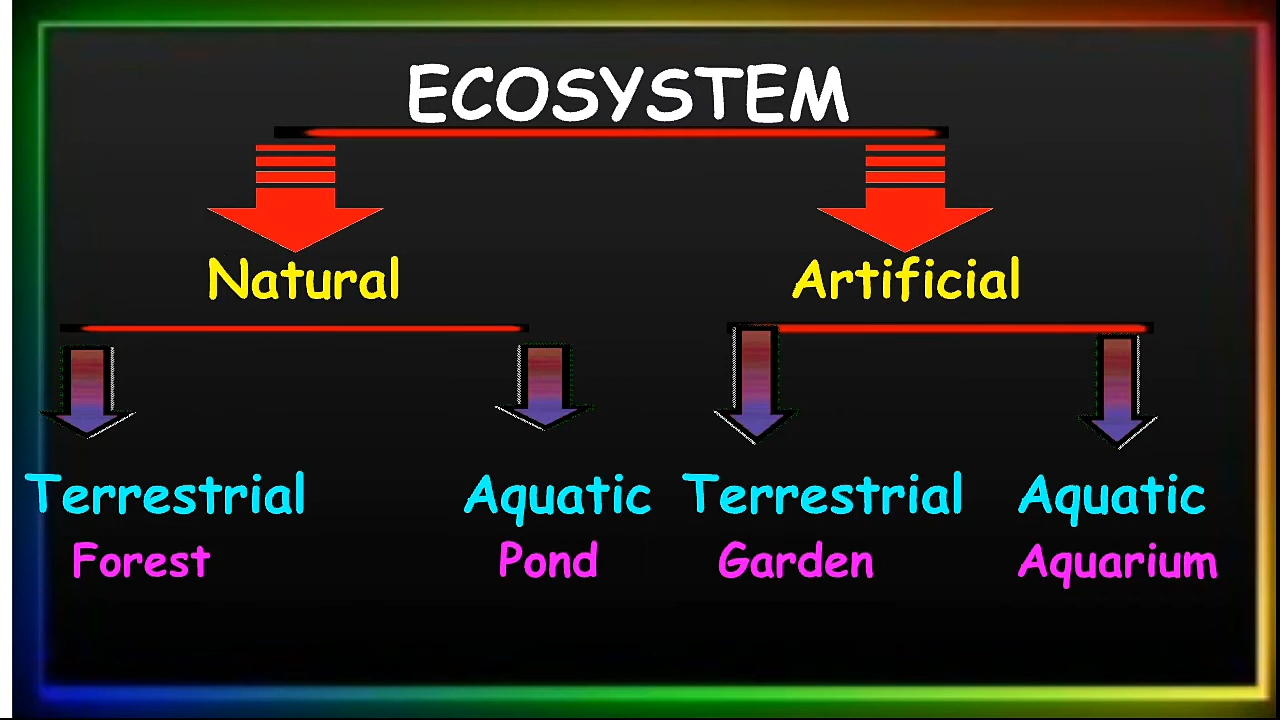 ECOSYSTEM
Natural Artificial
Terrestrial Aquatic Terrestrial Aquatic
Forest Pond Garden Aquarium